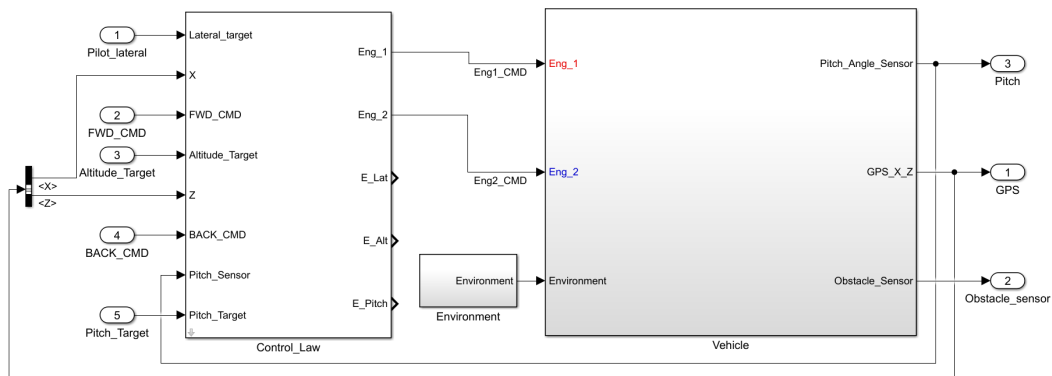 1
Pilot_lateral
2
FWD_CMD
3
Altitude_Target
<X>
<Z>
4
BACK_CMD
5
Pitch_Target
Lateral_target
X
FWD_CMD
Altitude_Target
Z
BACK_CMD
Pitch_Sensor
Pitch_Target
Eng_1
Eng_2
E_Lat
E_Alt
E_Pitch
Control_Law
Eng1_CMD
Eng2_CMD
Environment
Environment
Eng_1
Eng_2
Environment
Pitch_Angle_Sensor
GPS_X_Z
Obstacle_Sensor
Vehicle
3
Pitch
1
GPS
2
Obstacle_sensor